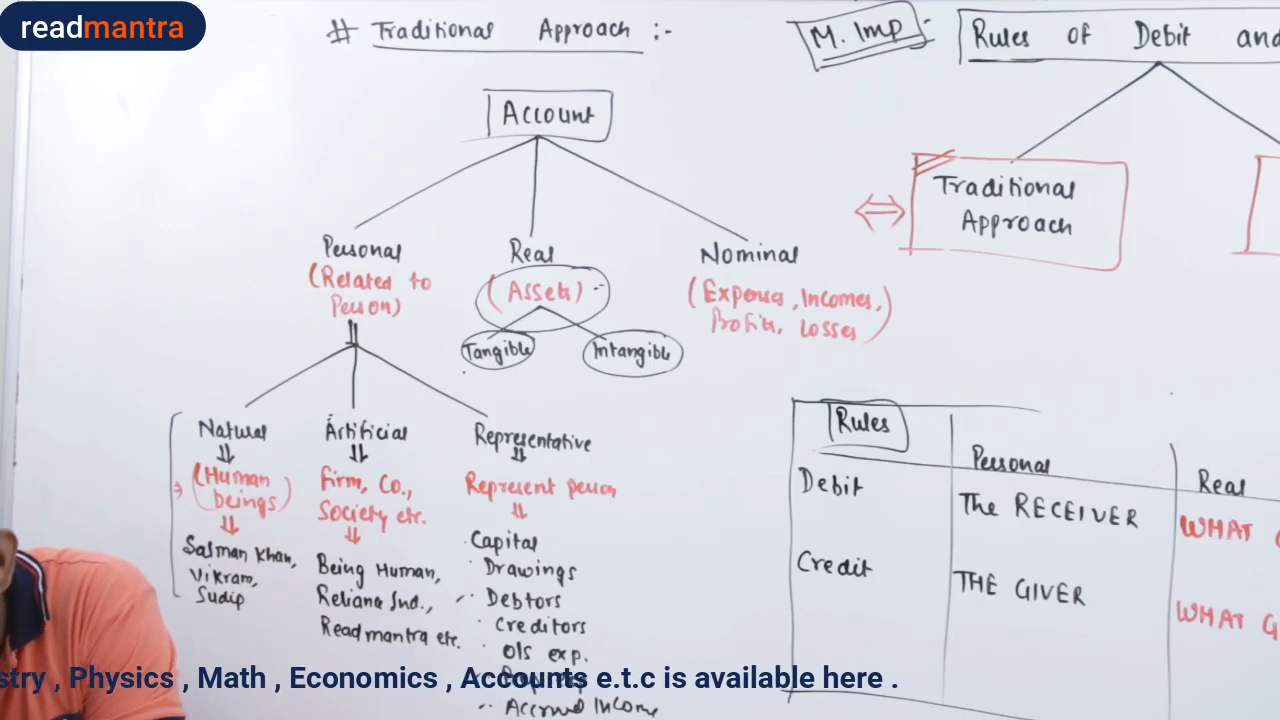 readmantra
# Traditional Approach :-
M. Imp :-
Rules of Debit and
Account
Traditional
Approach
Personal
(Related to
Person)
Real
(Assets)
Tangible
Intangible
Nominal
(Expenses, Incomes,
Profits, Losses)
Natural
(Human
beings)
Salman Khan,
Vikram,
Sudip
Artificial
Firm, Co.,
Society etc.
Being Human,
Reliana Ind.,
Readmantra etc.
Representative
Represent person
Capital
Drawings
Debtors
Creditors
O/s exp.
Accrued Income
Rules
Personal
Real
Debit
The RECEIVER
WHAT
Credit
THE GIVER
WHAT G
stry , Physics , Math , Economics , Accounts e.t.c is available here .